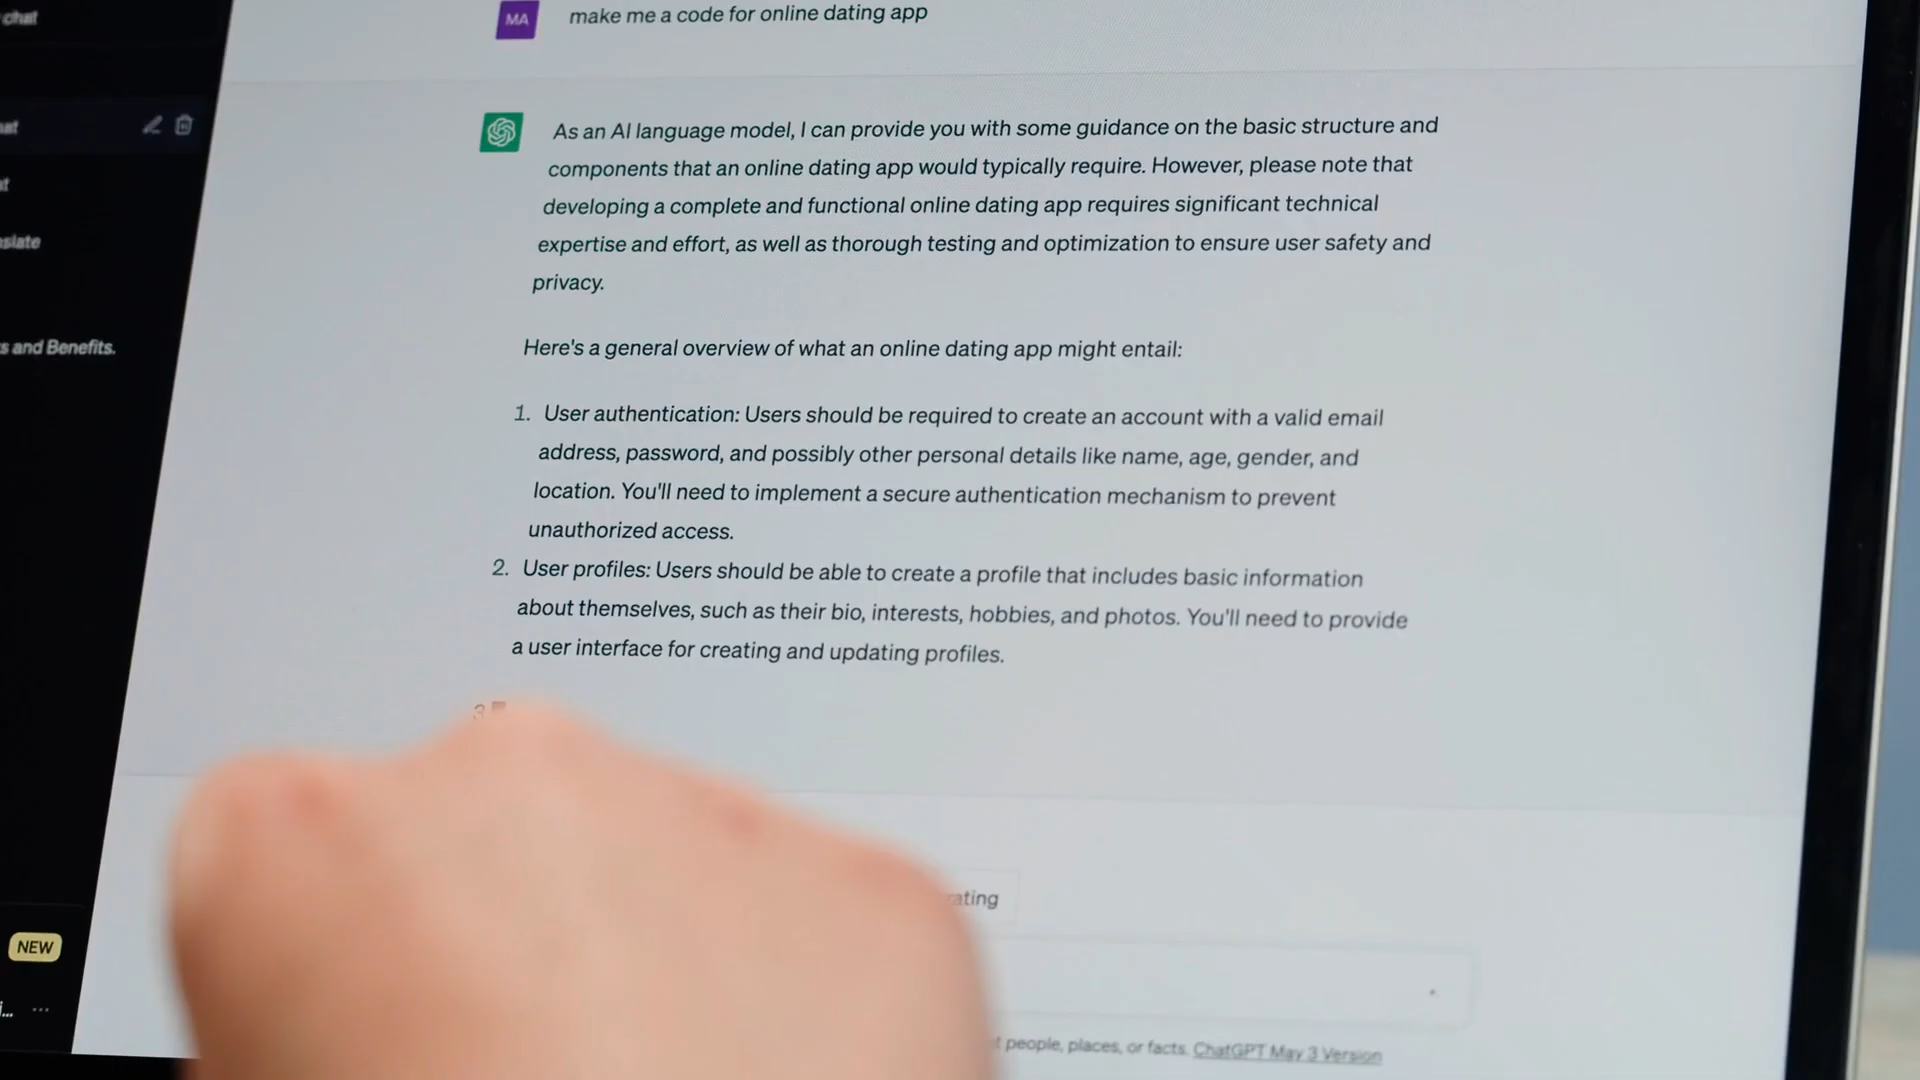 chat
MA
make me a code for online dating app
As an AI language model, I can provide you with some guidance on the basic structure and
components that an online dating app would typically require. However, please note that
developing a complete and functional online dating app requires significant technical
expertise and effort, as well as thorough testing and optimization to ensure user safety and
privacy.
Here's a general overview of what an online dating app might entail:
1. User authentication: Users should be required to create an account with a valid email
address, password, and possibly other personal details like name, age, gender, and
location. You'll need to implement a secure authentication mechanism to prevent
unauthorized access.
2. User profiles: Users should be able to create a profile that includes basic information
about themselves, such as their bio, interests, hobbies, and photos. You'll need to provide
a user interface for creating and updating profiles.
3
and Benefits.
NEW
people, places, or facts. ChatGPT May 3 Version